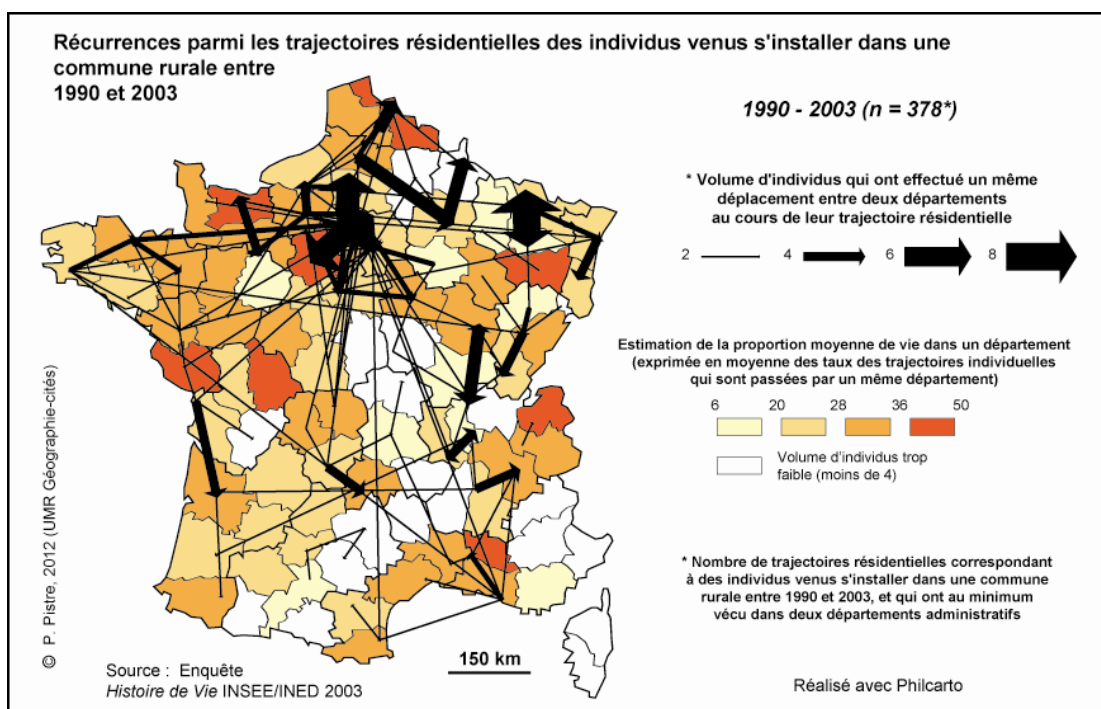 Récurrences parmi les trajectoires résidentielles des individus venus s'installer dans une
commune rurale entre
1990 et 2003
1990 - 2003 (n = 378*)
* Volume d'individus qui ont effectué un même
déplacement entre deux départements
au cours de leur trajectoire résidentielle
2 4 6 8
Estimation de la proportion moyenne de vie dans un département
(exprimée en moyenne des taux des trajectoires individuelles
qui sont passées par un même département)
6 20 28 36 50
Volume d'individus trop
faible (moins de 4)
* Nombre de trajectoires résidentielles correspondant
à des individus venus s'installer dans une commune
rurale entre 1990 et 2003, et qui ont au minimum
vécu dans deux départements administratifs
© P. Pistre, 2012 (UMR Géographie-cités)
150 km
Source : Enquête
Histoire de Vie INSEE/INED 2003
Réalisé avec Philcarto